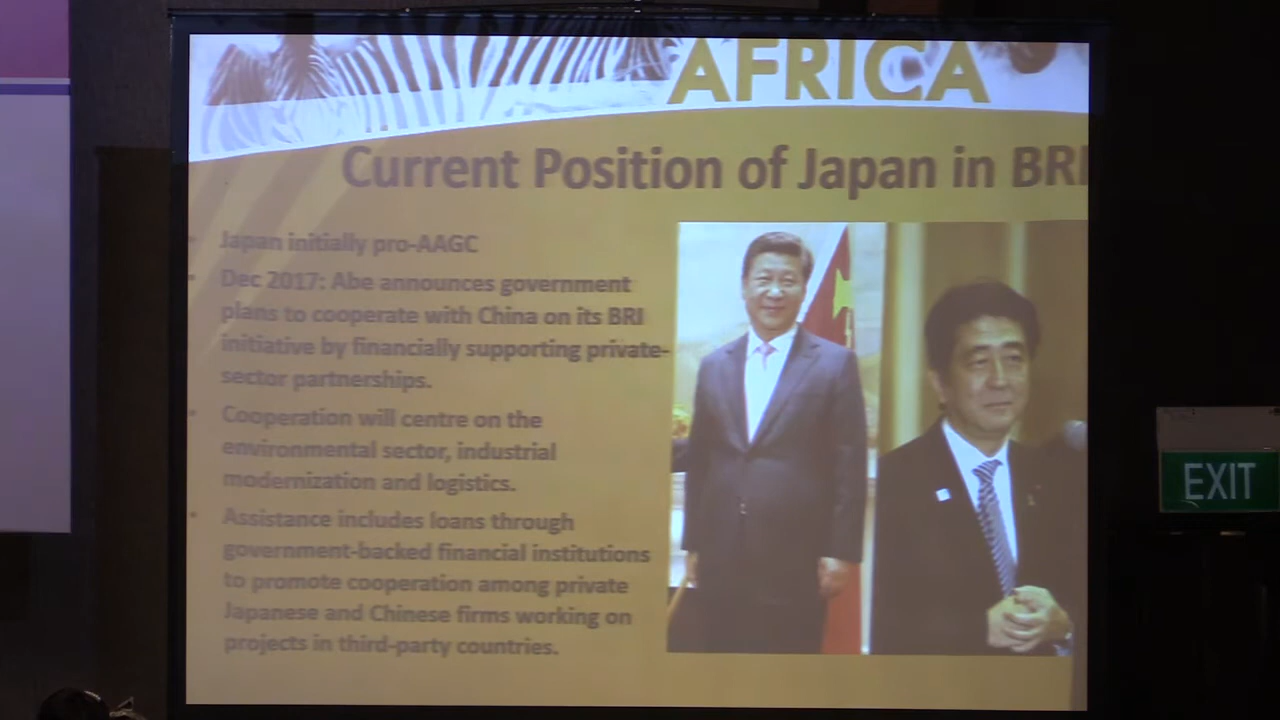 AFRICA
Current Position of Japan in BRI
Japan initially pro-AAGC
Dec 2017: Abe announces government
plans to cooperate with China on its BRI
initiative by financially supporting private-
sector partnerships.
Cooperation will centre on the
environmental sector, industrial
modernization and logistics.
Assistance includes loans through
government-backed financial institutions
to promote cooperation among private
Japanese and Chinese firms working on
projects in third-party countries.
EXIT